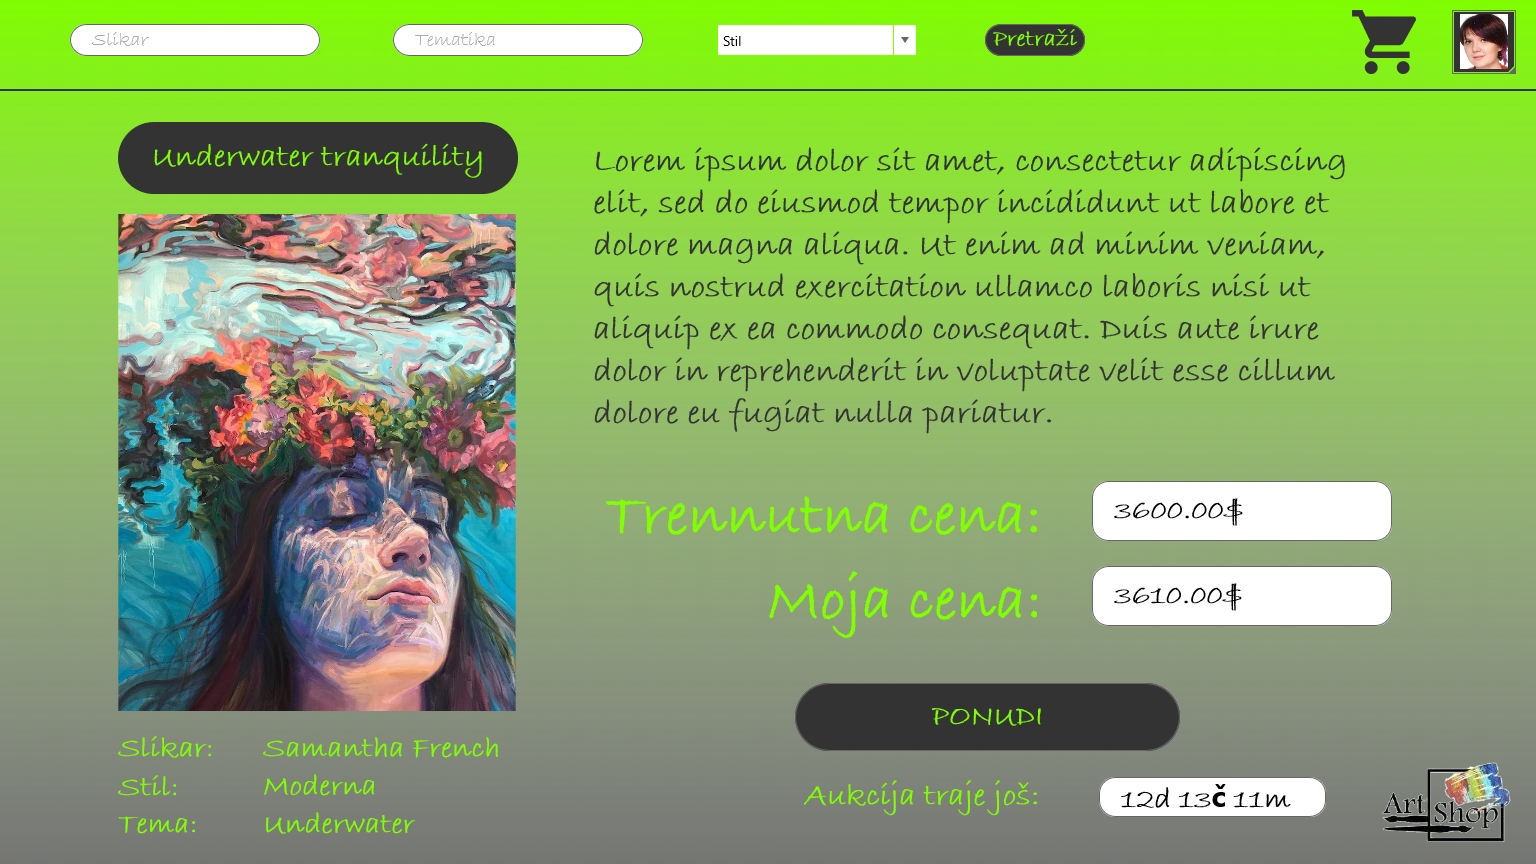 Slikar
Tematika
Stil
Pretraži
Underwater tranquility
Lorem ipsum dolor sit amet, consectetur adipiscing
elit, sed do eiusmod tempor incididunt ut labore et
dolore magna aliqua. Ut enim ad minim veniam,
quis nostrud exercitation ullamco laboris nisi ut
aliquip ex ea commodo consequat. Duis aute irure
dolor in reprehenderit in voluptate velit esse cillum
dolore eu fugiat nulla pariatur.
Trennutna cena: 3600.00$
Moja cena: 3610.00$
PONUDI
Aukcija traje još: 12d 13č 11m
Slikar: Samantha French
Stil: Moderna
Tema: Underwater
Art Shop